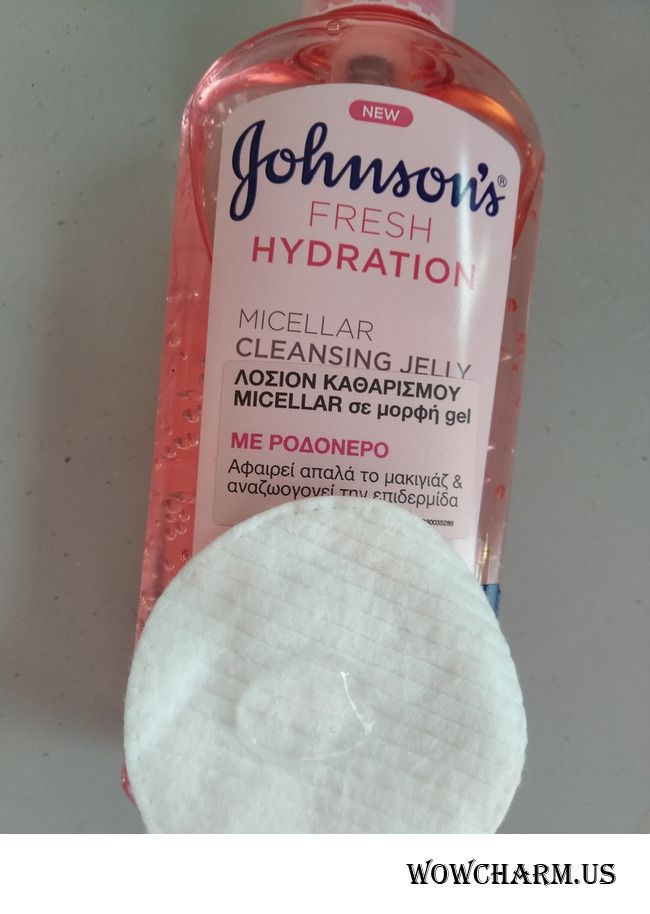 NEW
Johnson's®
FRESH
HYDRATION
MICELLAR
CLEANSING JELLY
ΛΟΣΙΟΝ ΚΑΘΑΡΙΣΜΟΥ
MICELLAR σε μορφή gel
ΜΕ ΡΟΔΟΝΕΡΟ
Αφαιρεί απαλά το μακιγιάζ &
αναζωογονεί την επιδερμίδα
WOWCHARM.US